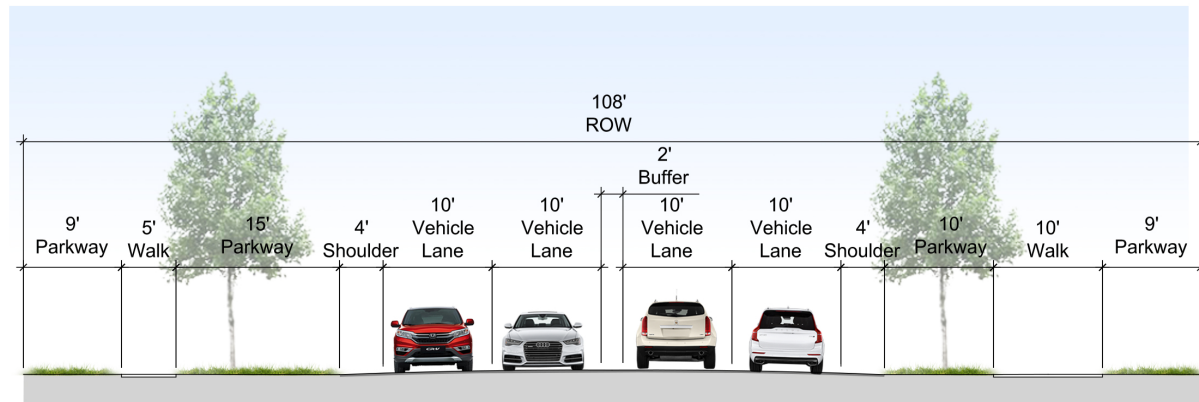 108'
ROW
2'
Buffer
9'
Parkway
5'
Walk
15'
Parkway
4'
Shoulder
10'
Vehicle
Lane
10'
Vehicle
Lane
10'
Vehicle
Lane
10'
Vehicle
Lane
4'
Shoulder
10'
Parkway
10'
Walk
9'
Parkway